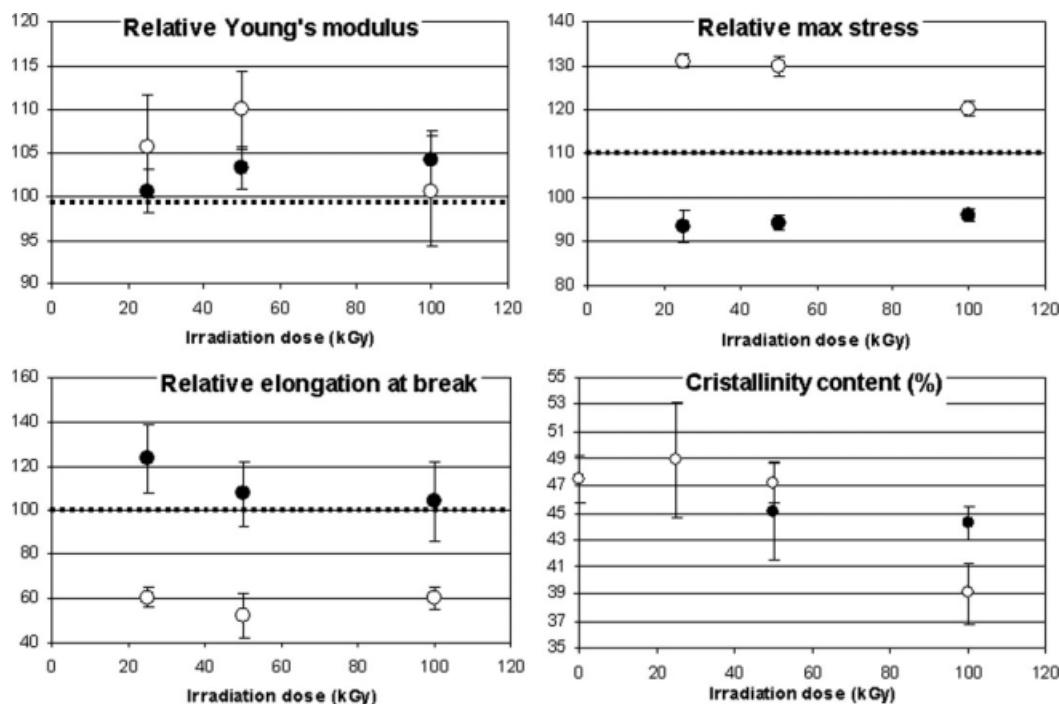 Relative Young's modulus
120
115
110
105
100
95
90
0 20 40 60 80 100 120
Irradiation dose (kGy)
Relative max stress
140
130
120
110
100
90
80
0 20 40 60 80 100 120
Irradiation dose (kGy)
Relative elongation at break
160
140
120
100
80
60
40
0 20 40 60 80 100 120
Irradiation dose (kGy)
Cristallinity content (%)
55
53
51
49
47
45
43
41
39
37
35
0 20 40 60 80 100 120
Irradiation dose (kGy)